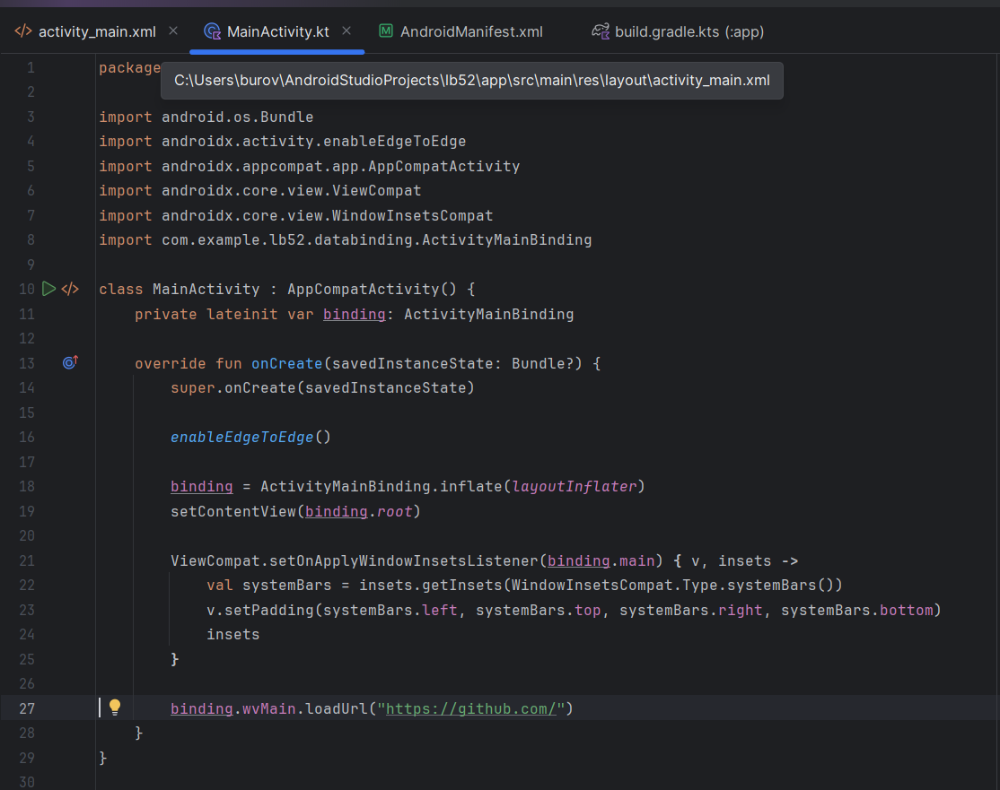 activity_main.xml MainActivity.kt AndroidManifest.xml build.gradle.kts (:app)
1 package
C:\Users\burov\AndroidStudioProjects\lb52\app\src\main\res\layout\activity_main.xml
2
3 import android.os.Bundle
4 import androidx.activity.enableEdgeToEdge
5 import androidx.appcompat.app.AppCompatActivity
6 import androidx.core.view.ViewCompat
7 import androidx.core.view.WindowInsetsCompat
8 import com.example.lb52.databinding.ActivityMainBinding
9
10 class MainActivity : AppCompatActivity() {
11     private lateinit var binding: ActivityMainBinding
12
13     override fun onCreate(savedInstanceState: Bundle?) {
14         super.onCreate(savedInstanceState)
15
16         enableEdgeToEdge()
17
18         binding = ActivityMainBinding.inflate(layoutInflater)
19         setContentView(binding.root)
20
21         ViewCompat.setOnApplyWindowInsetsListener(binding.main) { v, insets ->
22             val systemBars = insets.getInsets(WindowInsetsCompat.Type.systemBars())
23             v.setPadding(systemBars.left, systemBars.top, systemBars.right, systemBars.bottom)
24             insets
25         }
26
27         binding.wvMain.loadUrl("https://github.com/")
28     }
29 }
30